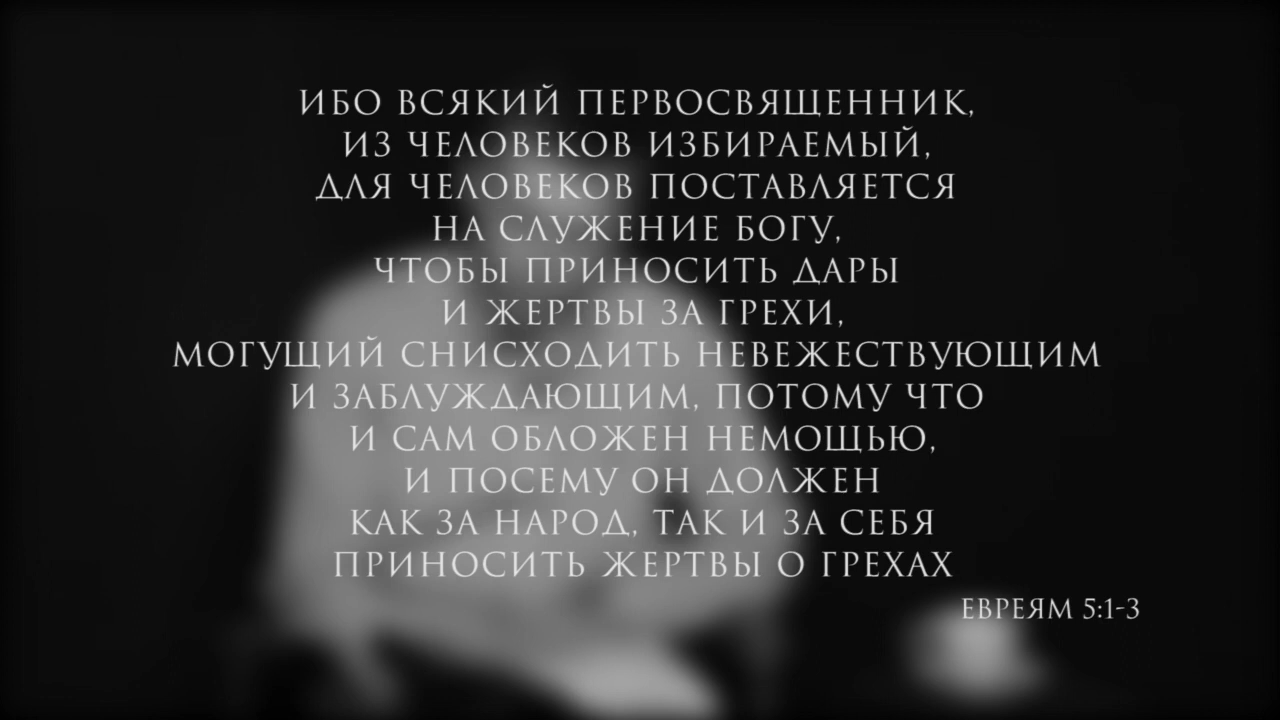 ИБО ВСЯКИЙ ПЕРВОСВЯЩЕННИК,
ИЗ ЧЕЛОВЕКОВ ИЗБИРАЕМЫЙ,
ДЛЯ ЧЕЛОВЕКОВ ПОСТАВЛЯЕТСЯ
НА СЛУЖЕНИЕ БОГУ,
ЧТОБЫ ПРИНОСИТЬ ДАРЫ
И ЖЕРТВЫ ЗА ГРЕХИ,
МОГУЩИЙ СНИСХОДИТЬ НЕВЕЖЕСТВУЮЩИМ
И ЗАБЛУЖДАЮЩИМ, ПОТОМУ ЧТО
И САМ ОБЛОЖЕН НЕМОЩЬЮ,
И ПОСЕМУ ОН ДОЛЖЕН
КАК ЗА НАРОД, ТАК И ЗА СЕБЯ
ПРИНОСИТЬ ЖЕРТВЫ О ГРЕХАХ
ЕВРЕЯМ 5:1-3